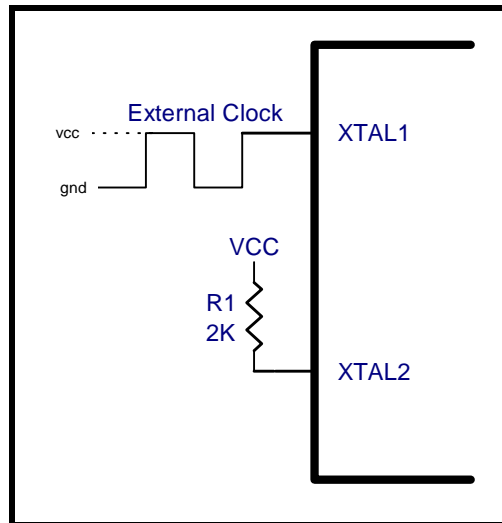 External Clock
vcc
XTAL1
gnd
VCC
R1
2K
XTAL2